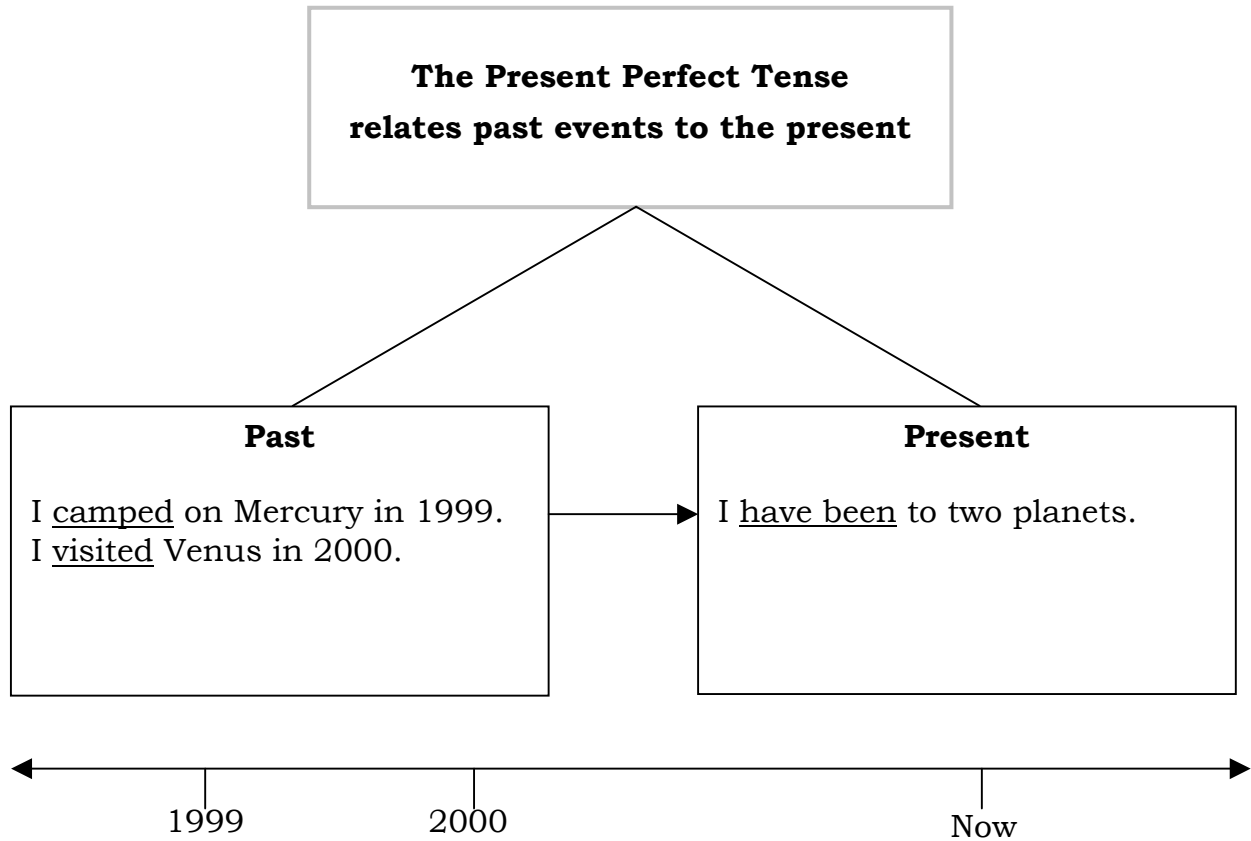 The Present Perfect Tense
relates past events to the present
Past
I camped on Mercury in 1999.
I visited Venus in 2000.
Present
I have been to two planets.
1999
2000
Now